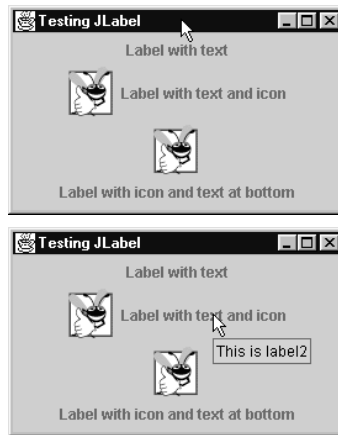 Testing JLabel
Label with text
Label with text and icon
Label with icon and text at bottom
Testing JLabel
Label with text
Label with text and icon
This is label2
Label with icon and text at bottom